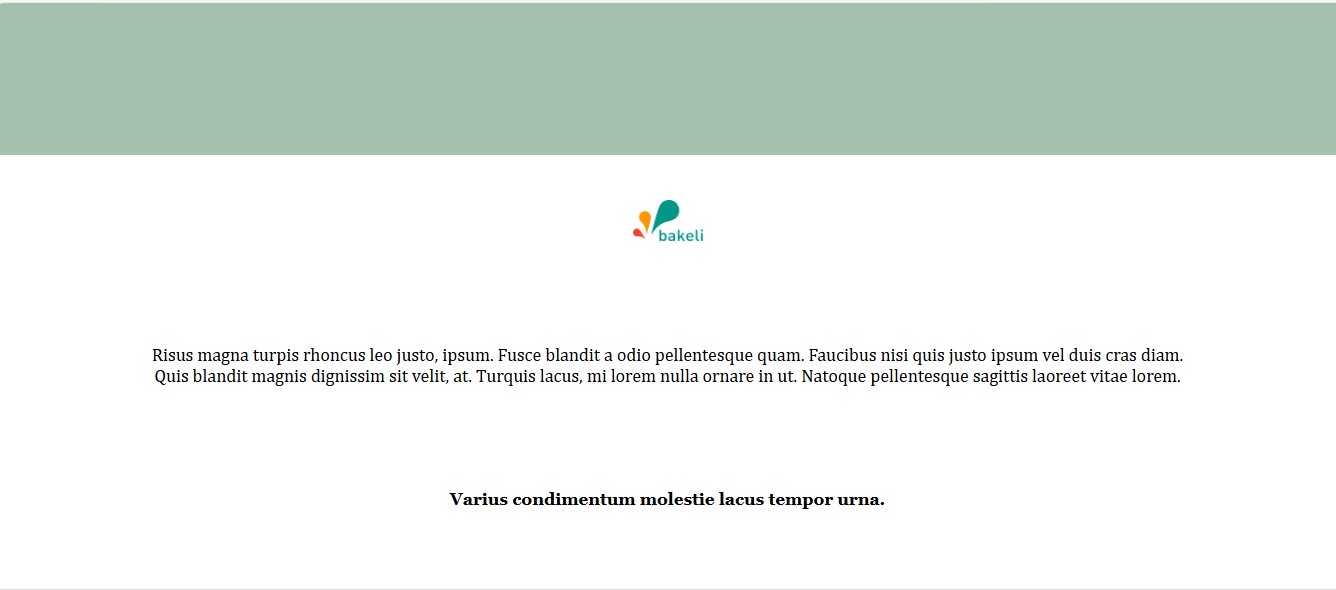 bakeli
Risus magna turpis rhoncus leo justo, ipsum. Fusce blandit a odio pellentesque quam. Faucibus nisi quis justo ipsum vel duis cras diam.
Quis blandit magnis dignissim sit velit, at. Turquis lacus, mi lorem nulla ornare in ut. Natoque pellentesque sagittis laoreet vitae lorem.
Varius condimentum molestie lacus tempor urna.